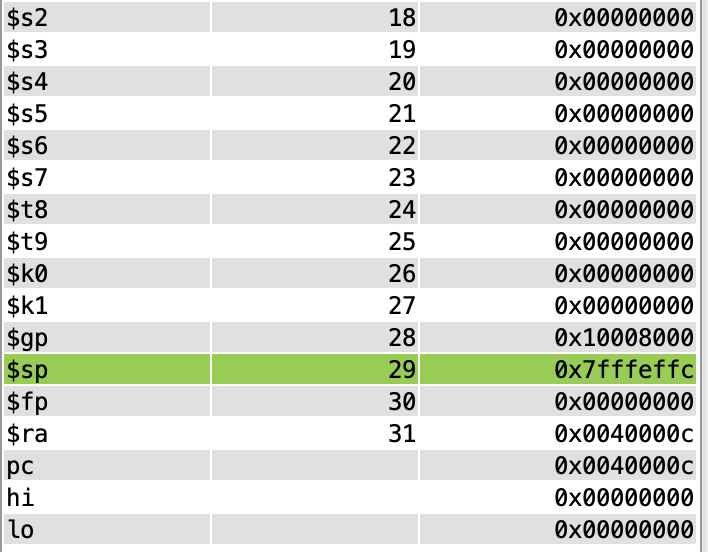 $s2 18 0x00000000
$s3 19 0x00000000
$s4 20 0x00000000
$s5 21 0x00000000
$s6 22 0x00000000
$s7 23 0x00000000
$t8 24 0x00000000
$t9 25 0x00000000
$k0 26 0x00000000
$k1 27 0x00000000
$gp 28 0x10008000
$sp 29 0x7fffeffc
$fp 30 0x00000000
$ra 31 0x0040000c
pc 0x0040000c
hi 0x00000000
lo 0x00000000